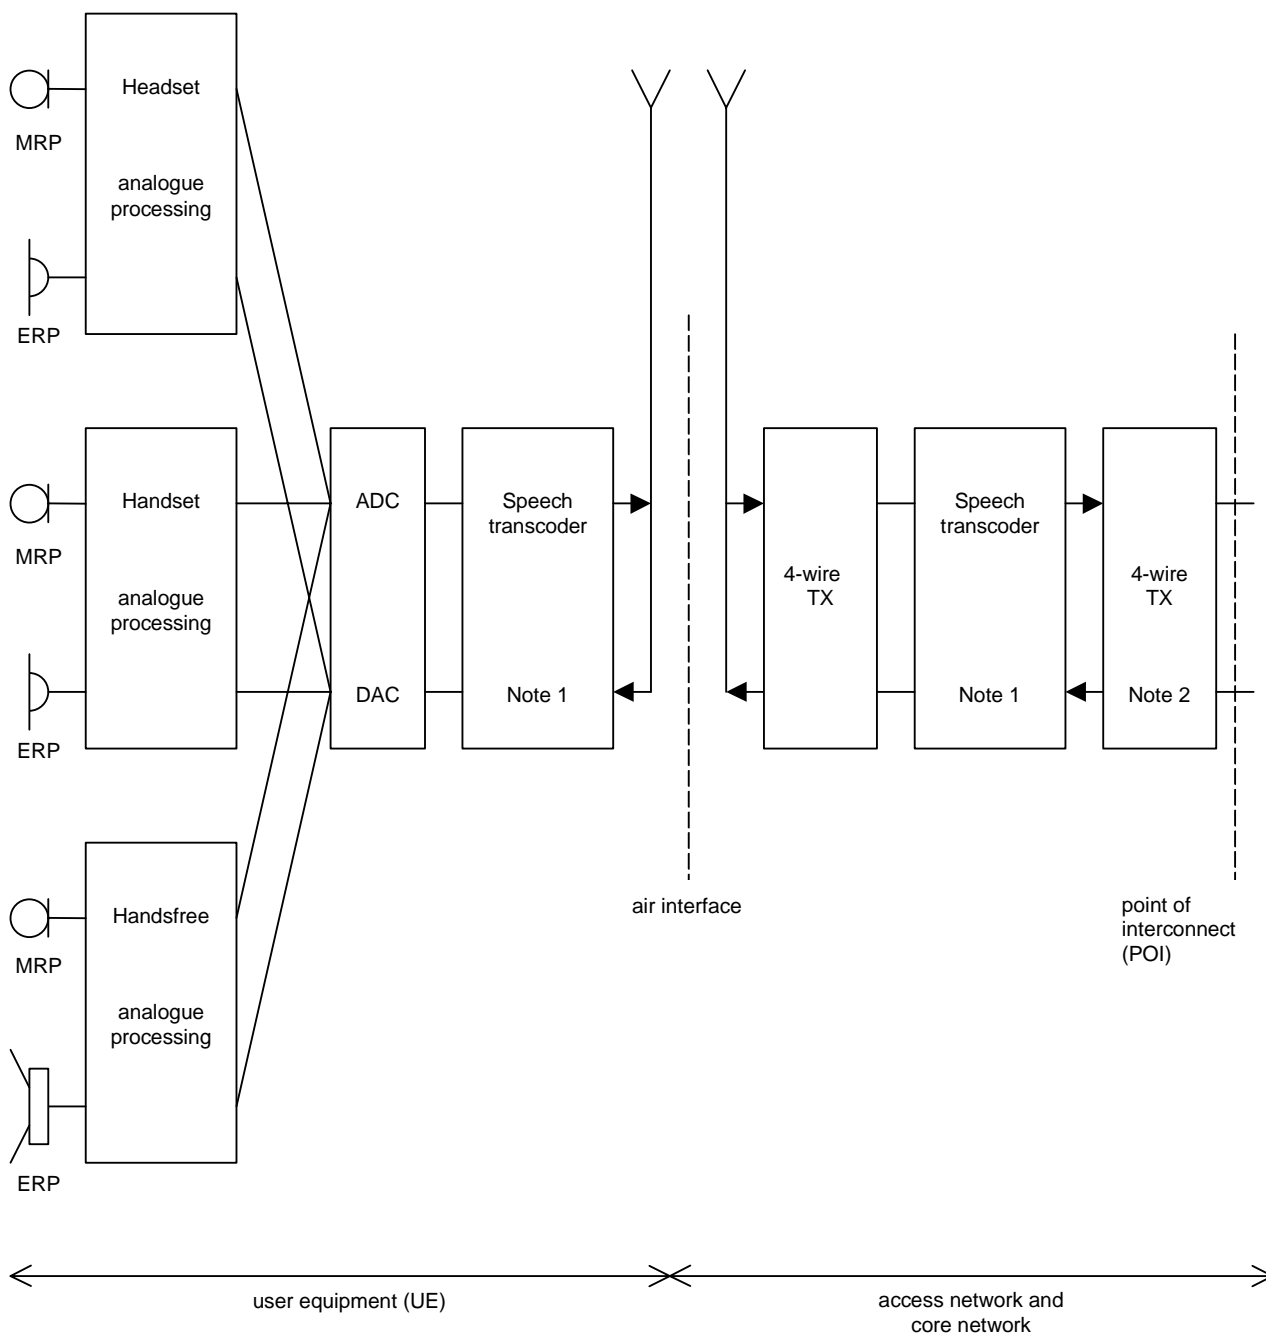 Headset
MRP
analogue
processing
ERP
Handset
MRP
analogue
processing
ERP
ADC
DAC
Speech
transcoder
Note 1
4-wire
TX
Speech
transcoder
Note 1
4-wire
TX
Note 2
Handsfree
MRP
analogue
processing
ERP
air interface
point of
interconnect
(POI)
user equipment (UE)
access network and
core network